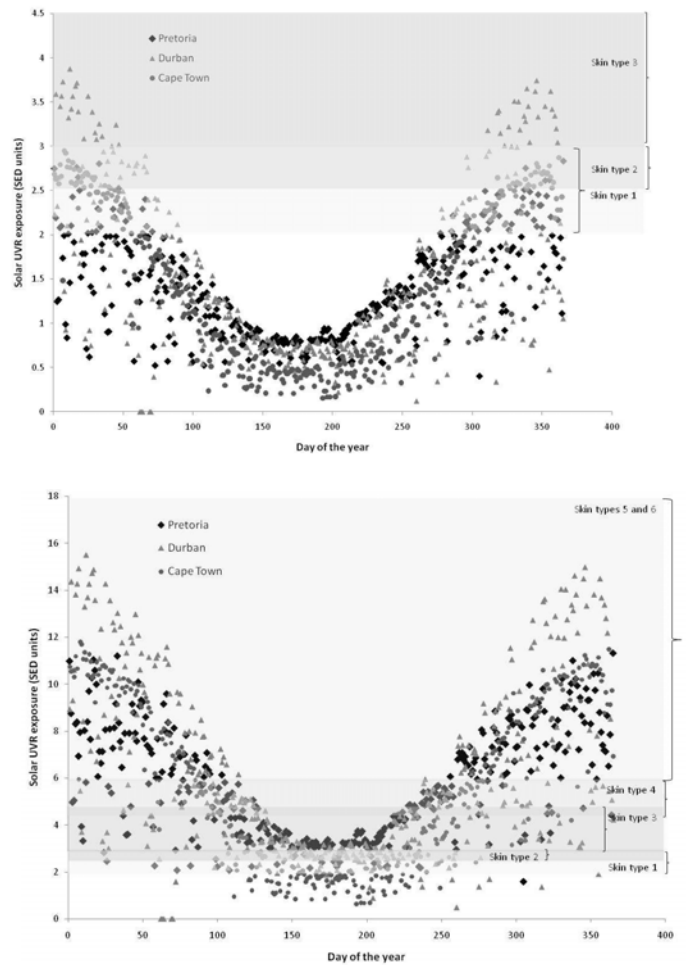 4.5
4
3.5
3
2.5
2
1.5
1
0.5
0
Solar UVR exposure (SED units)
Pretoria
Durban
Cape Town
Skin type 3
Skin type 2
Skin type 1
0 50 100 150 200 250 300 350 400
Day of the year
18
16
14
12
10
8
6
4
2
0
Solar UVR exposure (SED units)
Pretoria
Durban
Cape Town
Skin types 5 and 6
Skin type 4
Skin type 3
Skin type 2
Skin type 1
0 50 100 150 200 250 300 350 400
Day of the year